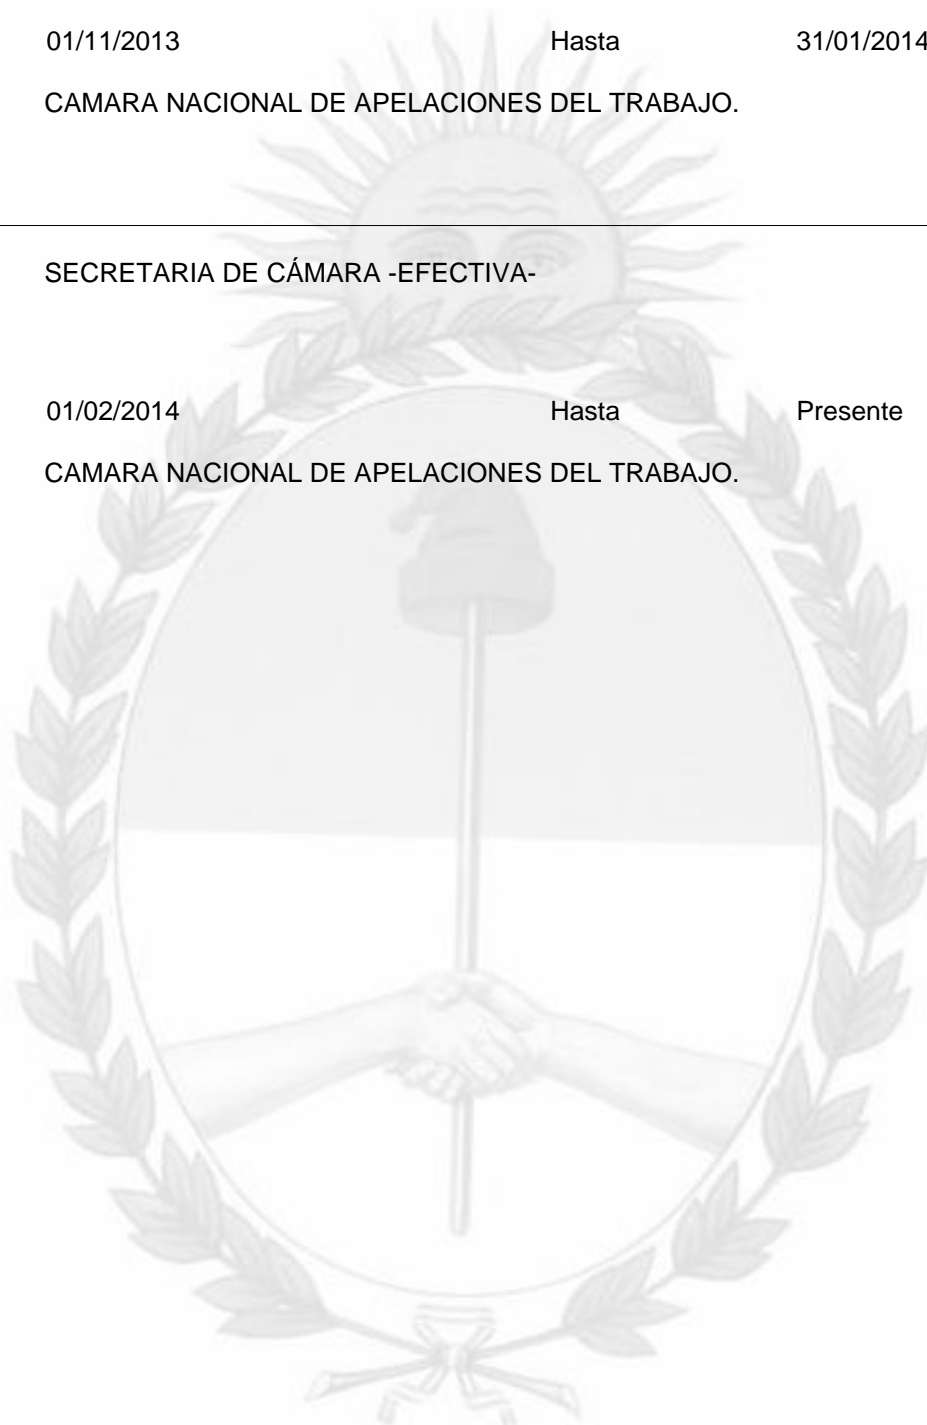 01/11/2013 Hasta 31/01/2014
CAMARA NACIONAL DE APELACIONES DEL TRABAJO.
SECRETARIA DE CÁMARA -EFECTIVA-
01/02/2014 Hasta Presente
CAMARA NACIONAL DE APELACIONES DEL TRABAJO.